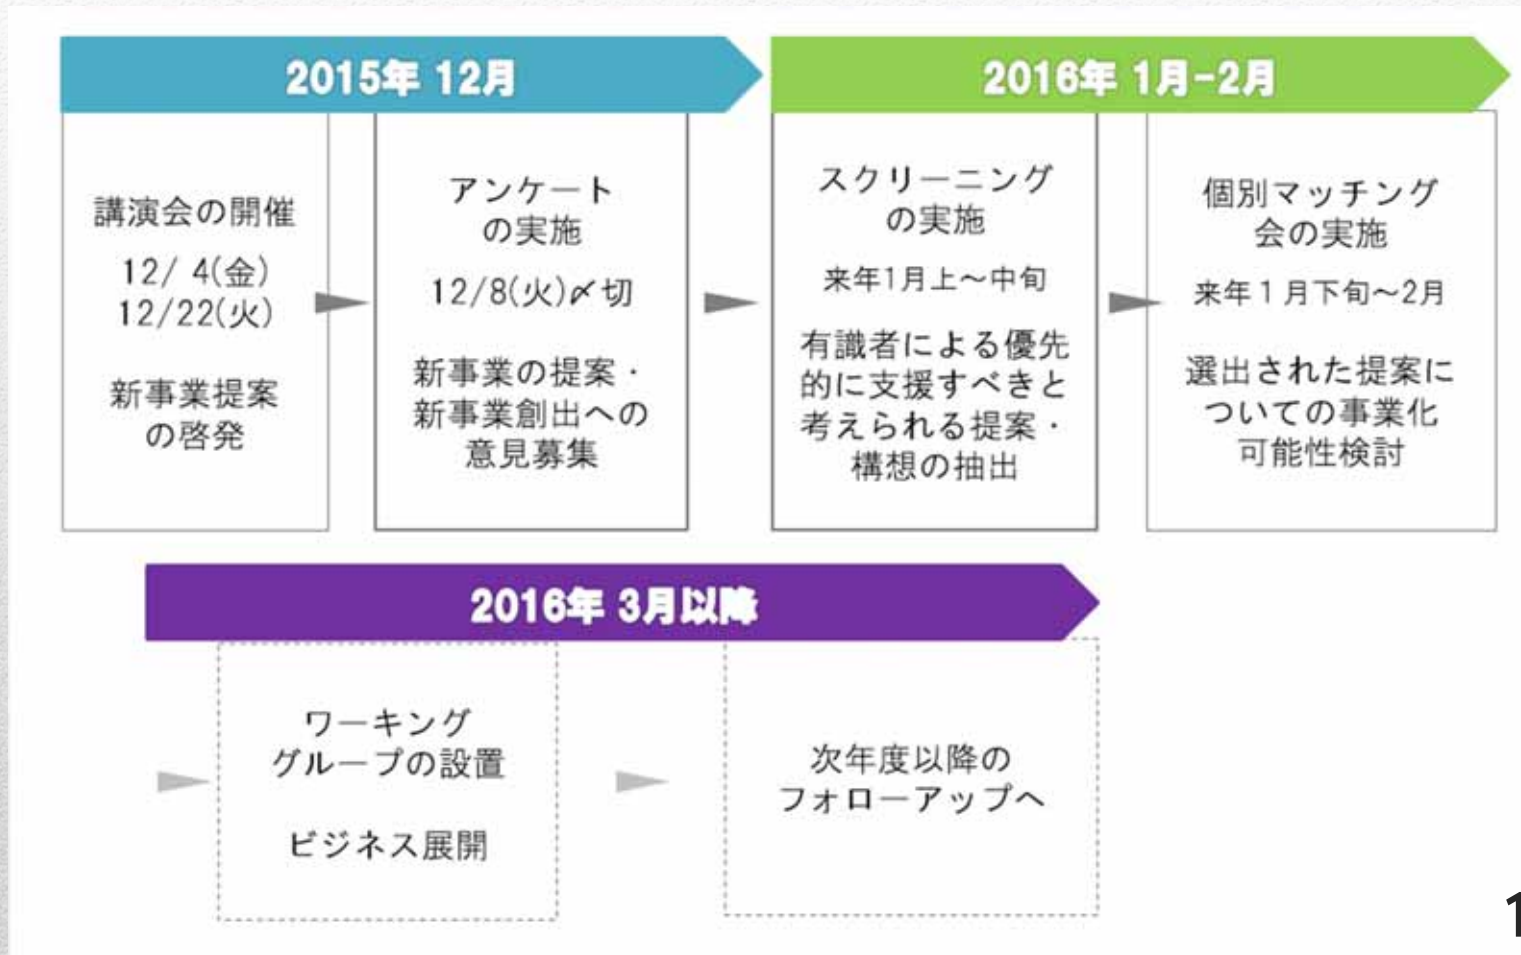 2015年 12月
2016年 1月-2月
講演会の開催
12/ 4(金)
12/22(火)
新事業提案
の啓発
アンケート
の実施
12/8(火)〆切
新事業の提案・
新事業創出への
意見募集
スクリーニング
の実施
来年1月上～中旬
有識者による優先
的に支援すべきと
考えられる提案・
構想の抽出
個別マッチング
会の実施
来年１月下旬～2月
選出された提案に
ついての事業化
可能性検討
2016年 3月以降
ワーキング
グループの設置
ビジネス展開
次年度以降の
フォローアップへ
1